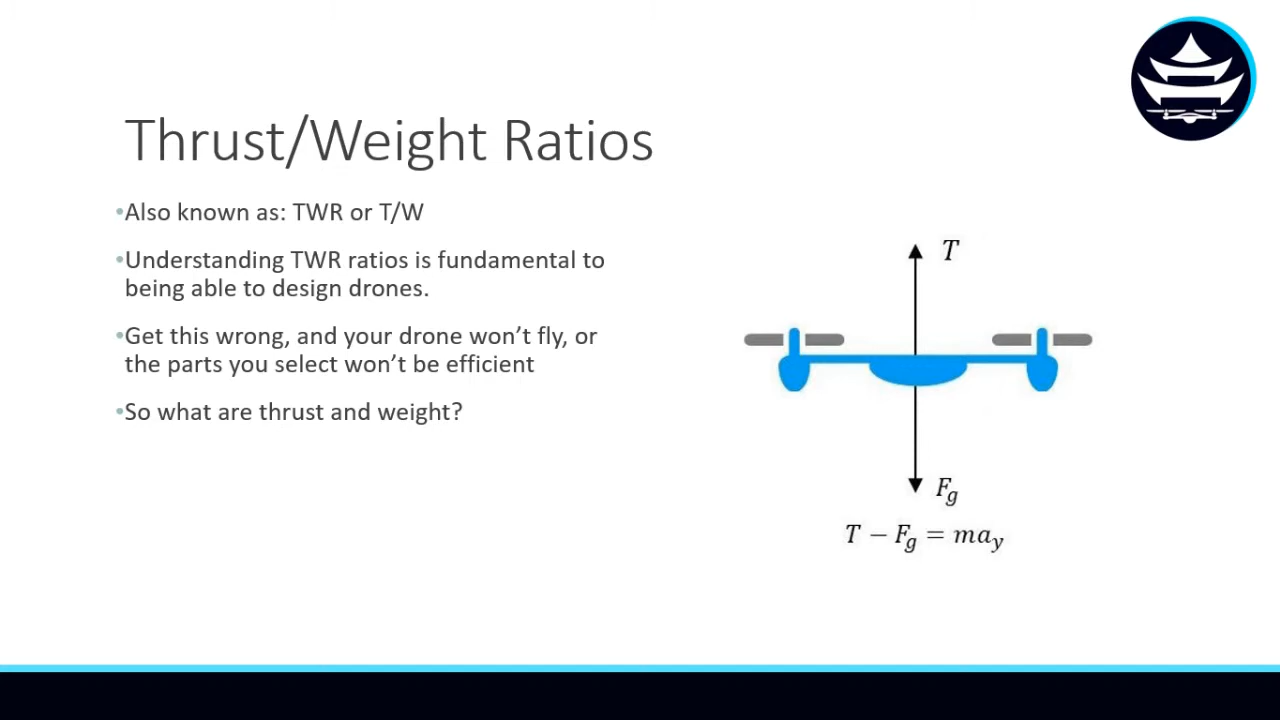 Thrust/Weight Ratios
•Also known as: TWR or T/W
•Understanding TWR ratios is fundamental to
being able to design drones.
•Get this wrong, and your drone won’t fly, or
the parts you select won’t be efficient
•So what are thrust and weight?
T
F_g
T − F_g = ma_y